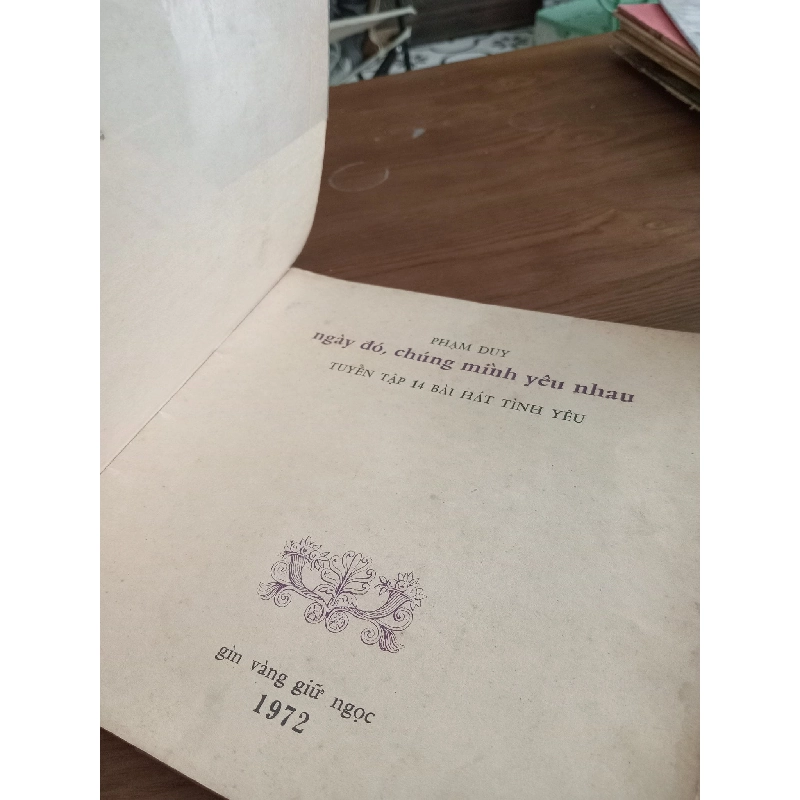 PHẠM DUY
ngày đó, chúng mình yêu nhau
TUYỂN TẬP 14 BÀI HÁT TÌNH YÊU
gìn vàng giữ ngọc
1972